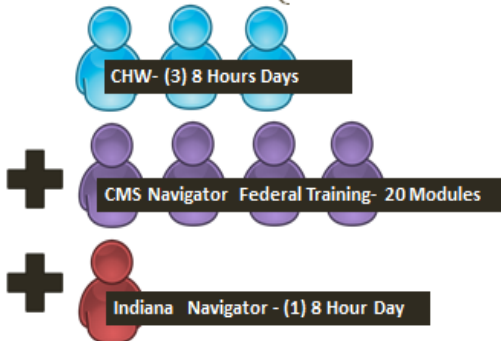 CHW- (3) 8 Hours Days
CMS Navigator Federal Training- 20 Modules
Indiana Navigator - (1) 8 Hour Day